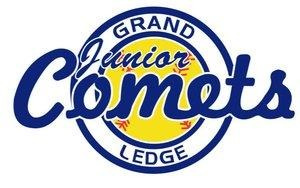 GRAND
Junior
Comets
LEDGE